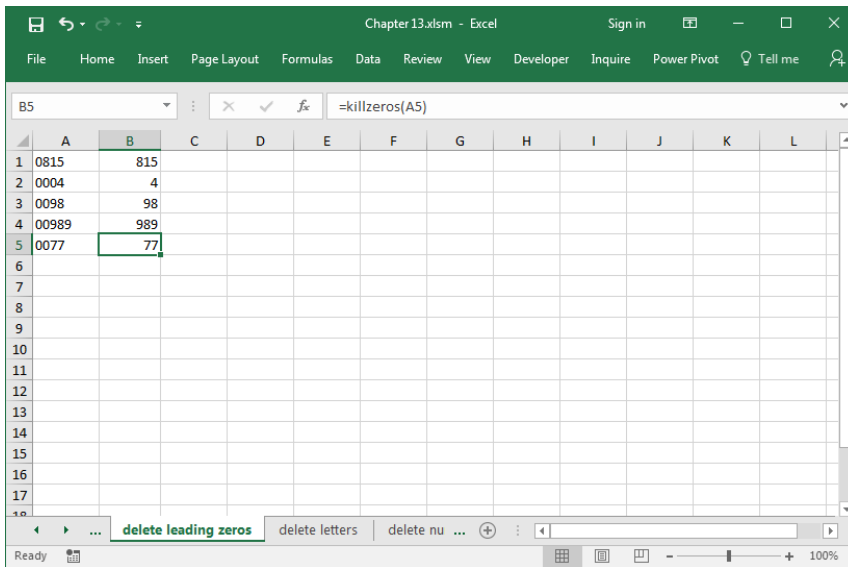 Chapter 13.xlsm - Excel Sign in
File Home Insert Page Layout Formulas Data Review View Developer Inquire Power Pivot Tell me
B5 fx =killzeros(A5)
A B C D E F G H I J K L
1 0815 815
2 0004 4
3 0098 98
4 00989 989
5 0077 77
6
7
8
9
10
11
12
13
14
15
16
17
18
... delete leading zeros delete letters delete nu ...
Ready 100%